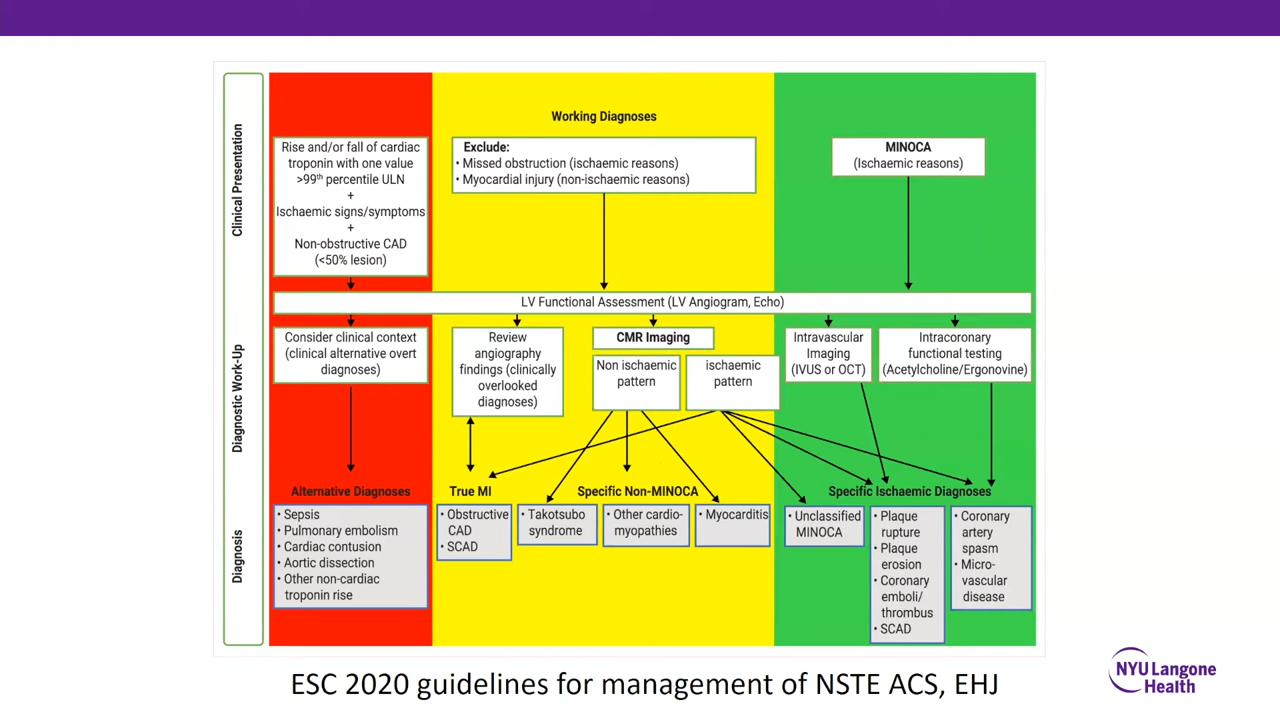 Clinical Presentation
Rise and/or fall of cardiac
troponin with one value
>99th percentile ULN
+
Ischaemic signs/symptoms
+
Non-obstructive CAD
(<50% lesion)
Working Diagnoses
Exclude:
• Missed obstruction (ischaemic reasons)
• Myocardial injury (non-ischaemic reasons)
MINOCA
(Ischaemic reasons)
LV Functional Assessment (LV Angiogram, Echo)
Diagnostic Work-Up
Consider clinical context
(clinical alternative overt
diagnoses)
Review
angiography
findings (clinically
overlooked
diagnoses)
CMR Imaging
Non ischaemic
pattern
ischaemic
pattern
Intravascular
Imaging
(IVUS or OCT)
Intracoronary
functional testing
(Acetylcholine/Ergonovine)
Diagnosis
Alternative Diagnoses
• Sepsis
• Pulmonary embolism
• Cardiac contusion
• Aortic dissection
• Other non-cardiac
troponin rise
True MI
• Obstructive
CAD
• SCAD
Specific Non-MINOCA
• Takotsubo
syndrome
• Other cardio-
myopathies
• Myocarditis
Specific Ischaemic Diagnoses
• Unclassified
MINOCA
• Plaque
rupture
• Plaque
erosion
• Coronary
emboli/
thrombus
• SCAD
• Coronary
artery
spasm
• Micro-
vascular
disease
ESC 2020 guidelines for management of NSTE ACS, EHJ
NYU Langone
Health